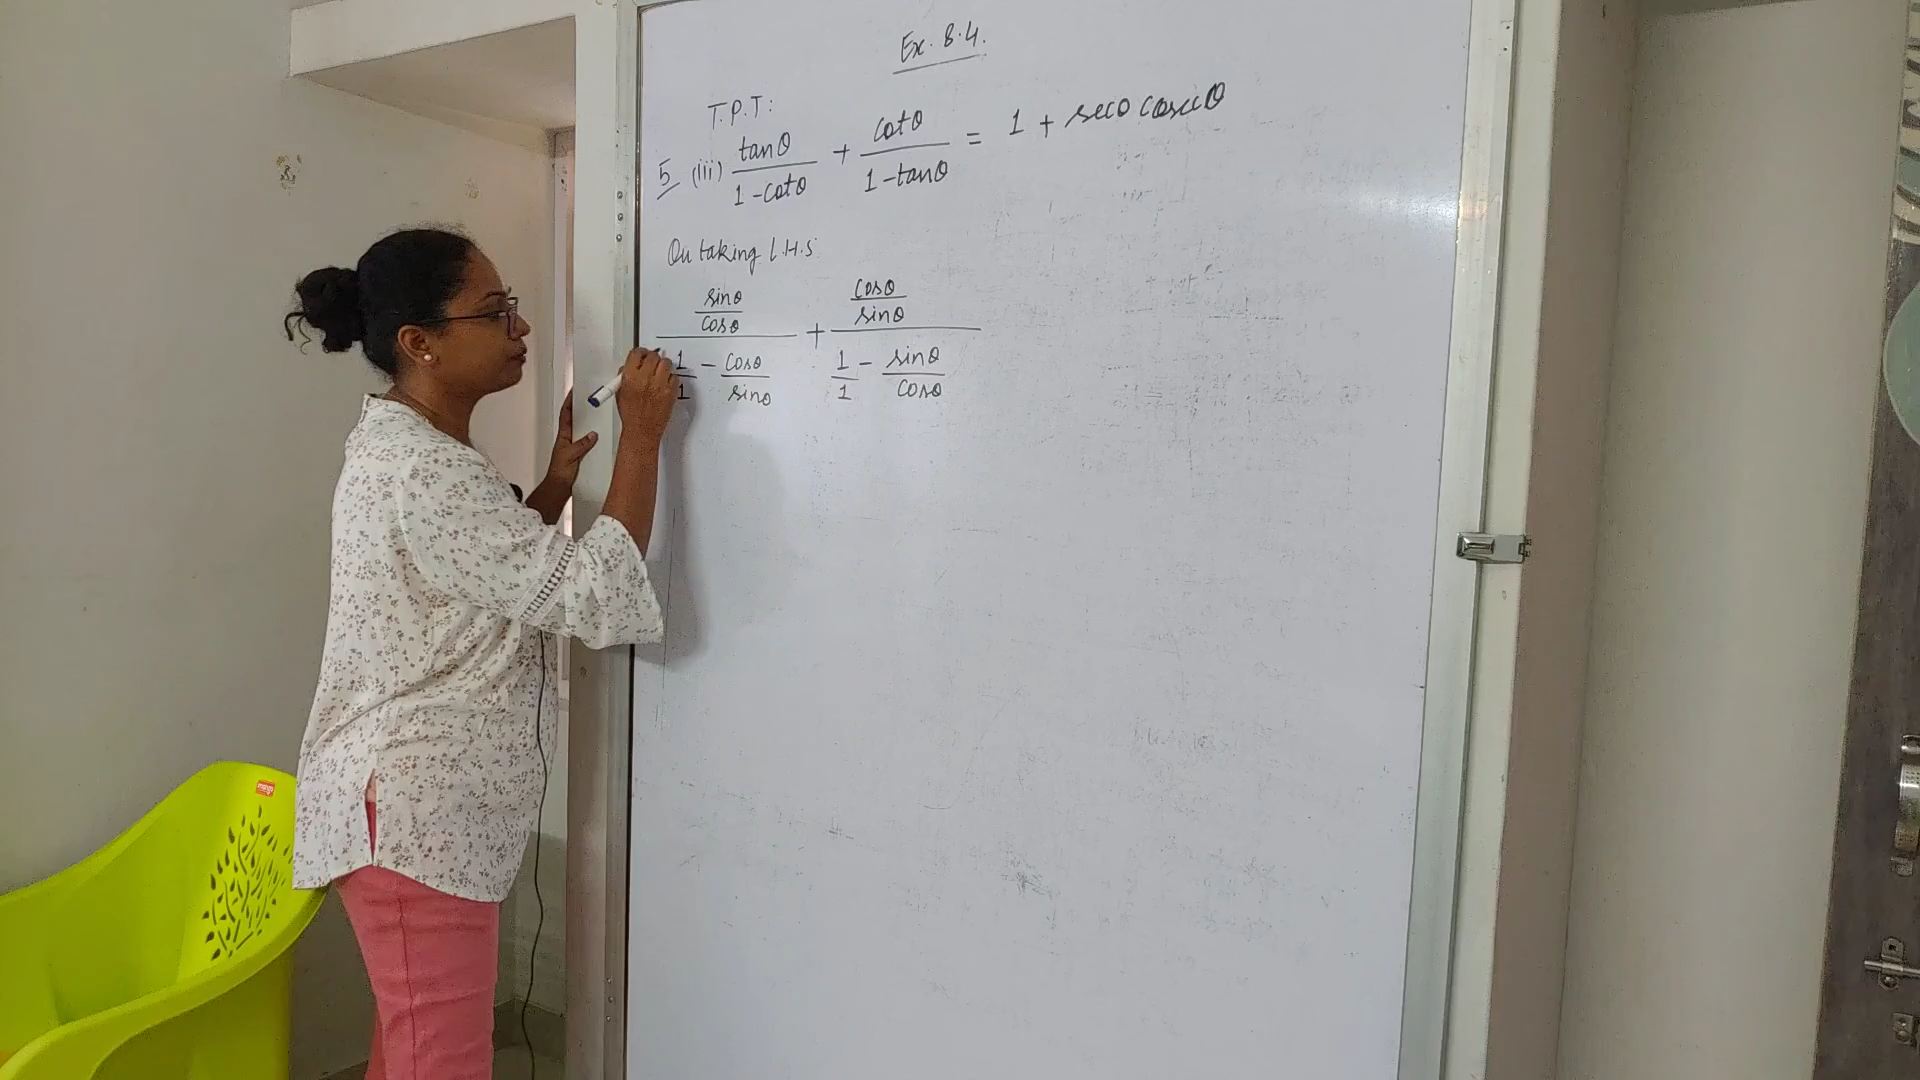 Ex. 8.4.
T.P.T:
5 (iii) tanθ/1-cotθ + cotθ/1-tanθ = 1 + secθ cosecθ
On taking L.H.S
sinθ/cosθ / 1/1 - cosθ/sinθ + cosθ/sinθ / 1/1 - sinθ/cosθ